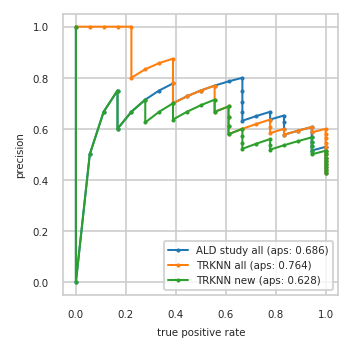 1.0
0.8
0.6
0.4
0.2
0.0
precision
0.0 0.2 0.4 0.6 0.8 1.0
true positive rate
ALD study all (aps: 0.686)
TRKNN all (aps: 0.764)
TRKNN new (aps: 0.628)